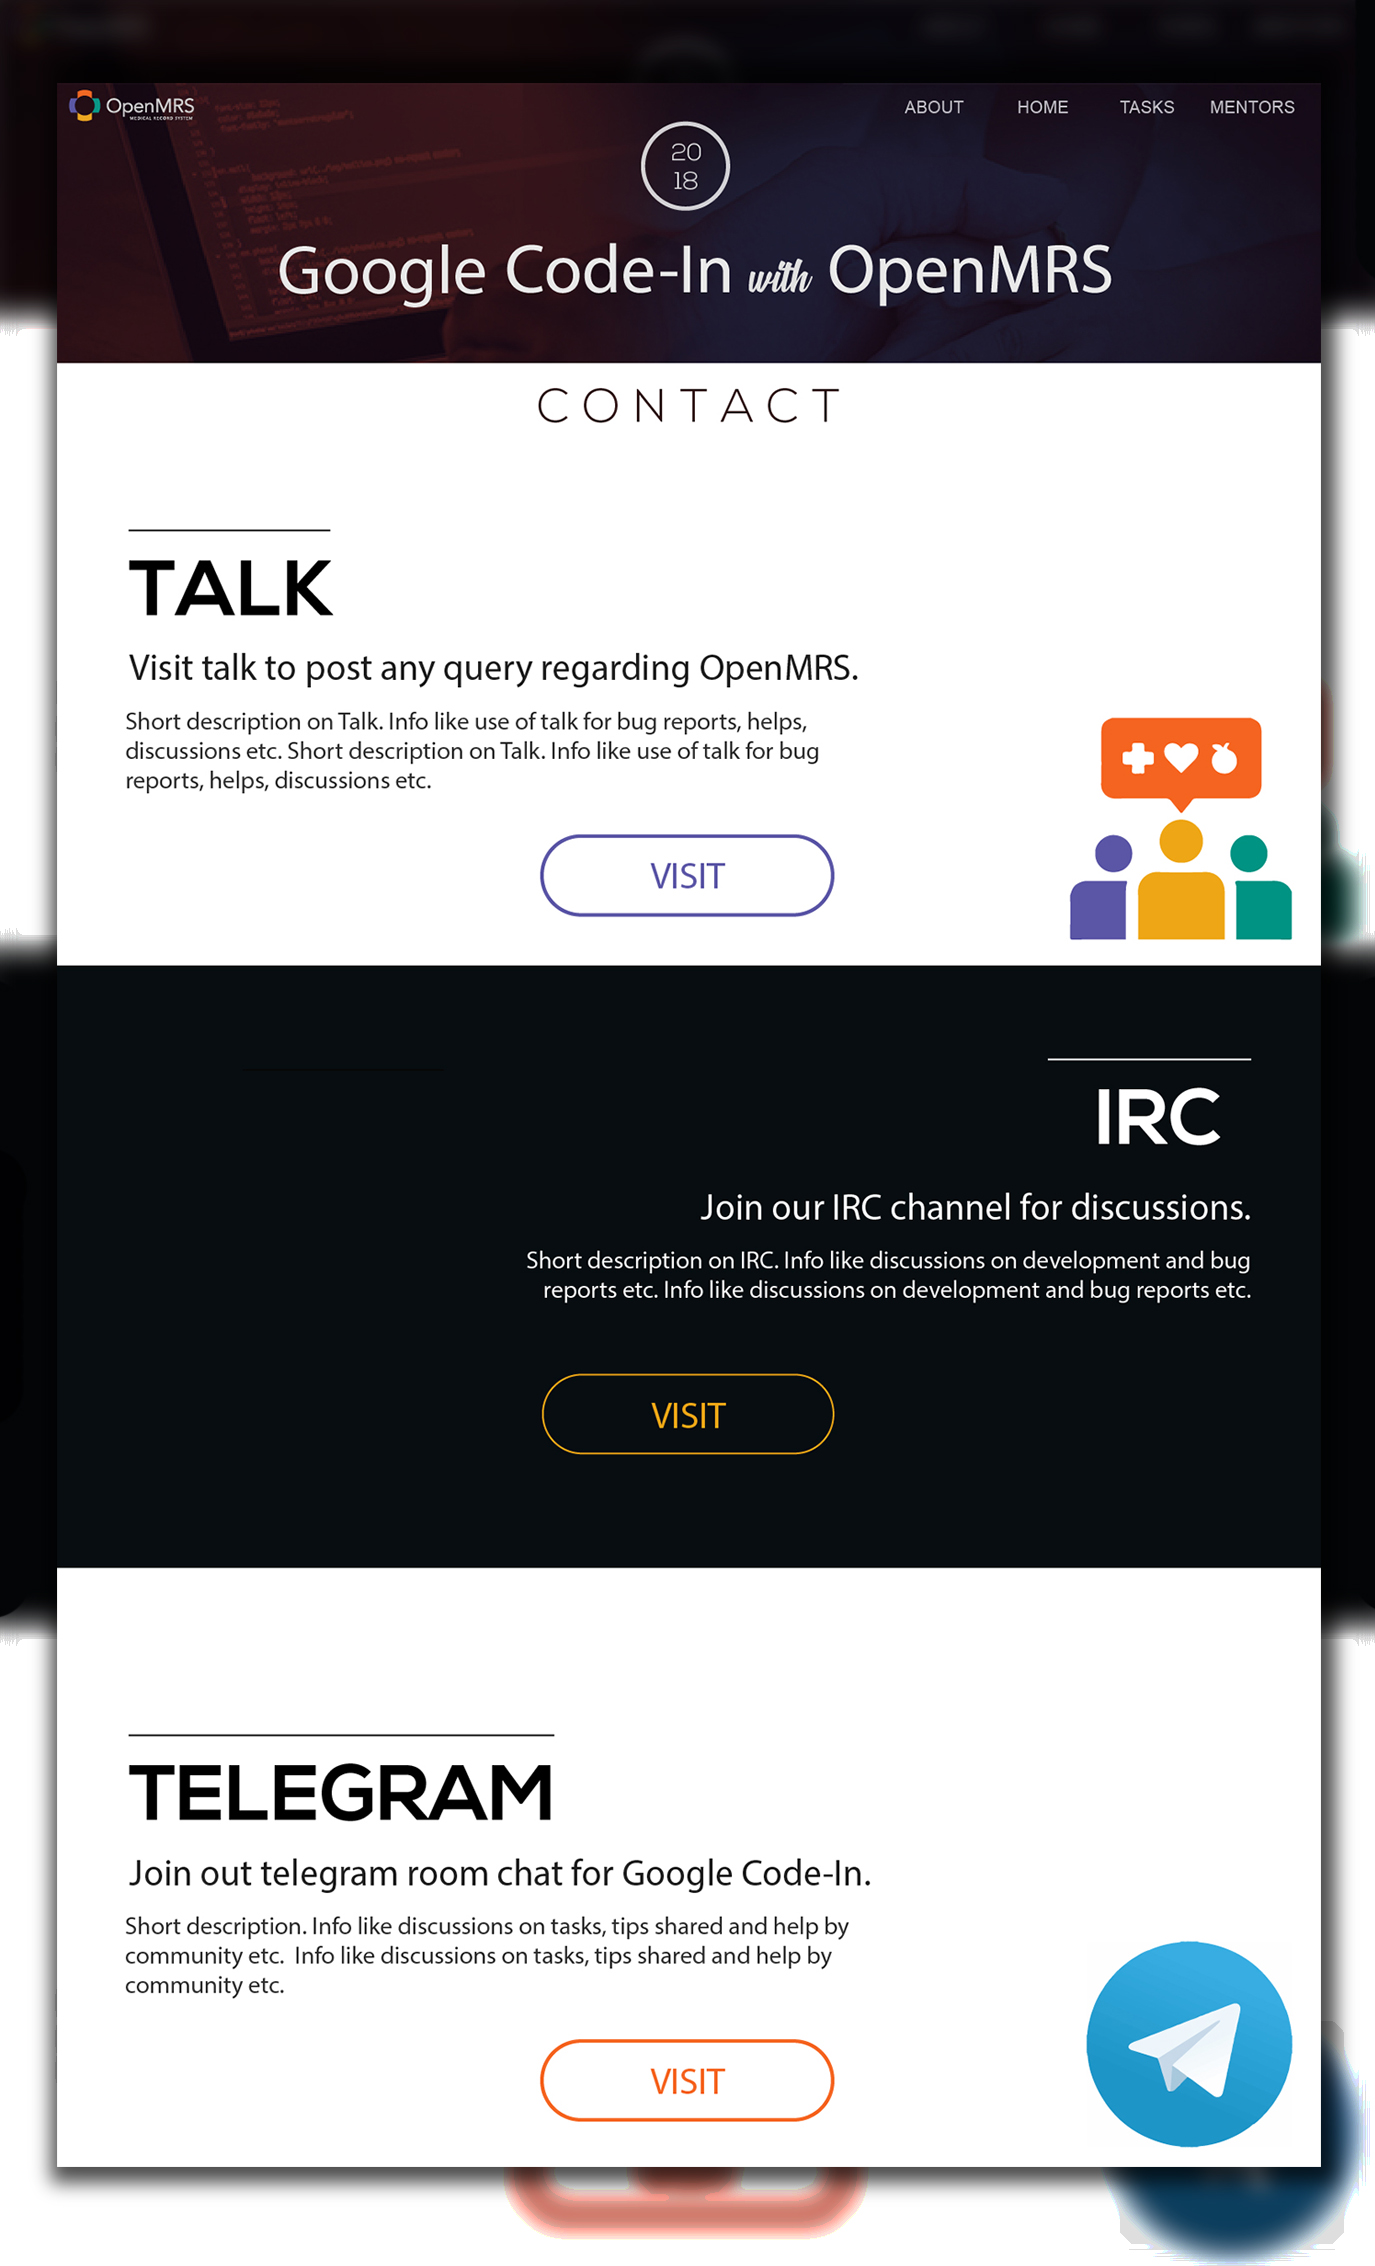 OpenMRS
MEDICAL RECORD SYSTEM
ABOUT HOME TASKS MENTORS
20
18
Google Code-In with OpenMRS
CONTACT
TALK
Visit talk to post any query regarding OpenMRS.
Short description on Talk. Info like use of talk for bug reports, helps,
discussions etc. Short description on Talk. Info like use of talk for bug
reports, helps, discussions etc.
VISIT
IRC
Join our IRC channel for discussions.
Short description on IRC. Info like discussions on development and bug
reports etc. Info like discussions on development and bug reports etc.
VISIT
TELEGRAM
Join out telegram room chat for Google Code-In.
Short description. Info like discussions on tasks, tips shared and help by
community etc.  Info like discussions on tasks, tips shared and help by
community etc.
VISIT